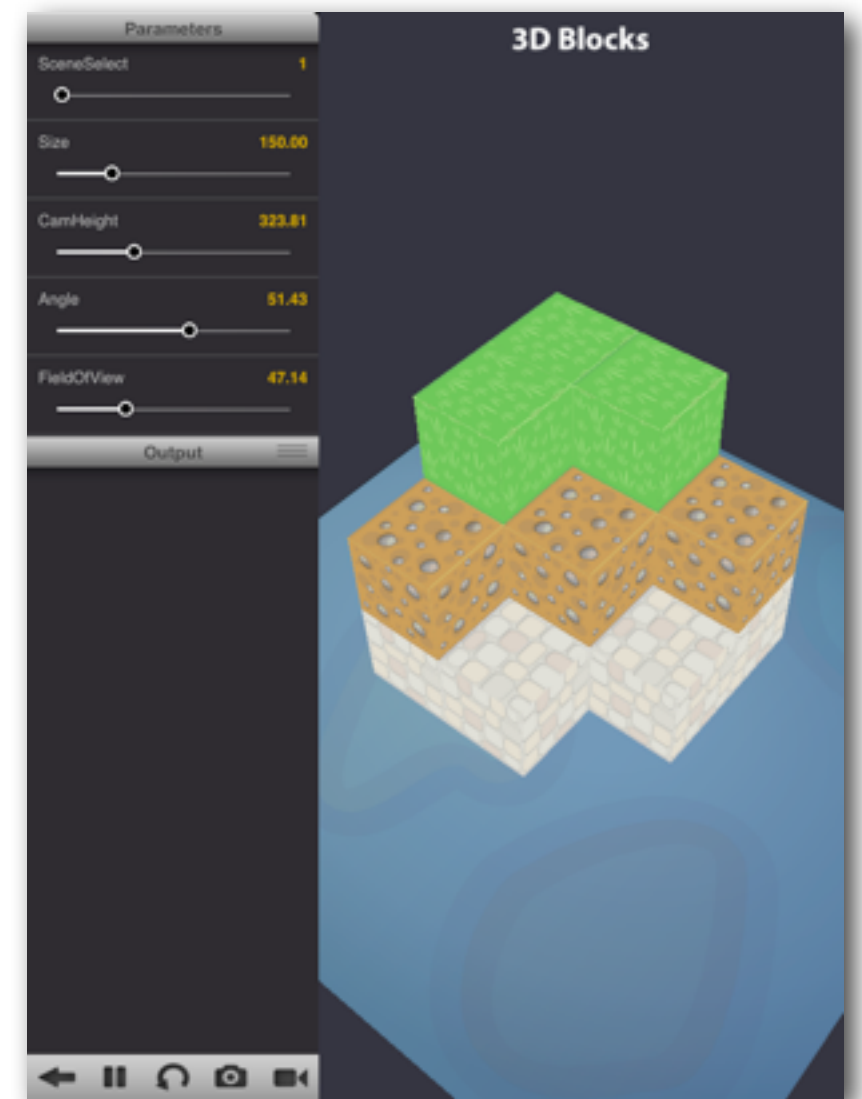 Parameters
3D Blocks
SceneSelect 1
Size 150.00
CamHeight 323.81
Angle 51.43
FieldOfView 47.14
Output